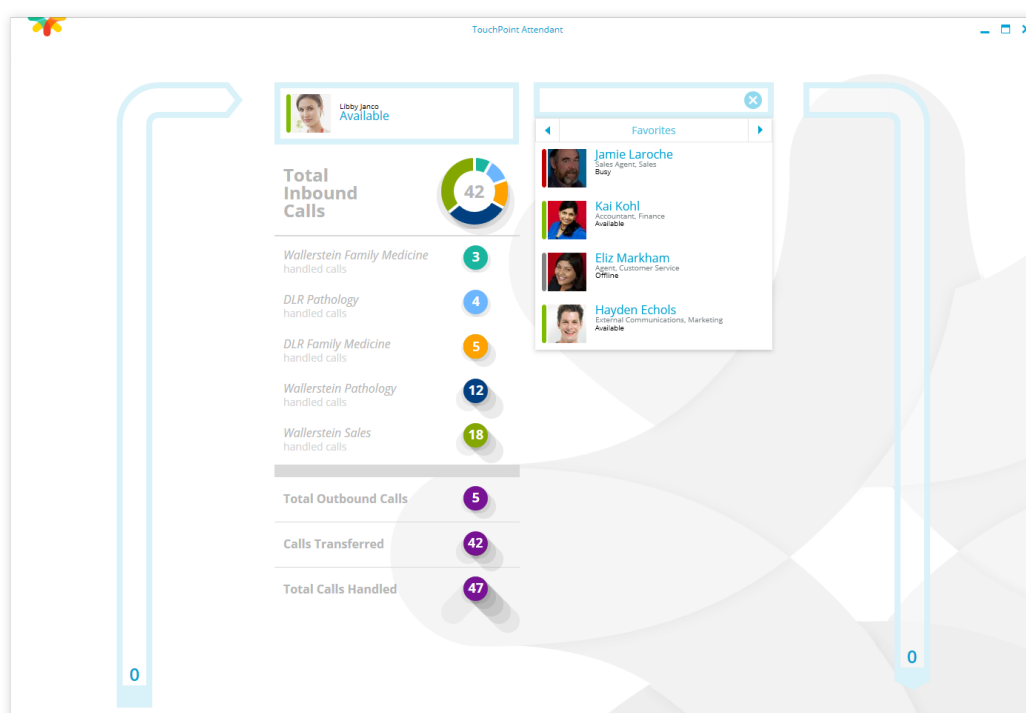 TouchPoint Attendant
Libby Janco
Available
Total
Inbound
Calls
42
Wallerstein Family Medicine
handled calls
3
DLR Pathology
handled calls
4
DLR Family Medicine
handled calls
5
Wallerstein Pathology
handled calls
12
Wallerstein Sales
handled calls
18
Total Outbound Calls
5
Calls Transferred
42
Total Calls Handled
47
Favorites
Jamie Laroche
Sales Agent, Sales
Busy
Kai Kohl
Accountant, Finance
Available
Eliz Markham
Agent, Customer Service
Offline
Hayden Echols
External Communications, Marketing
Available
0
0